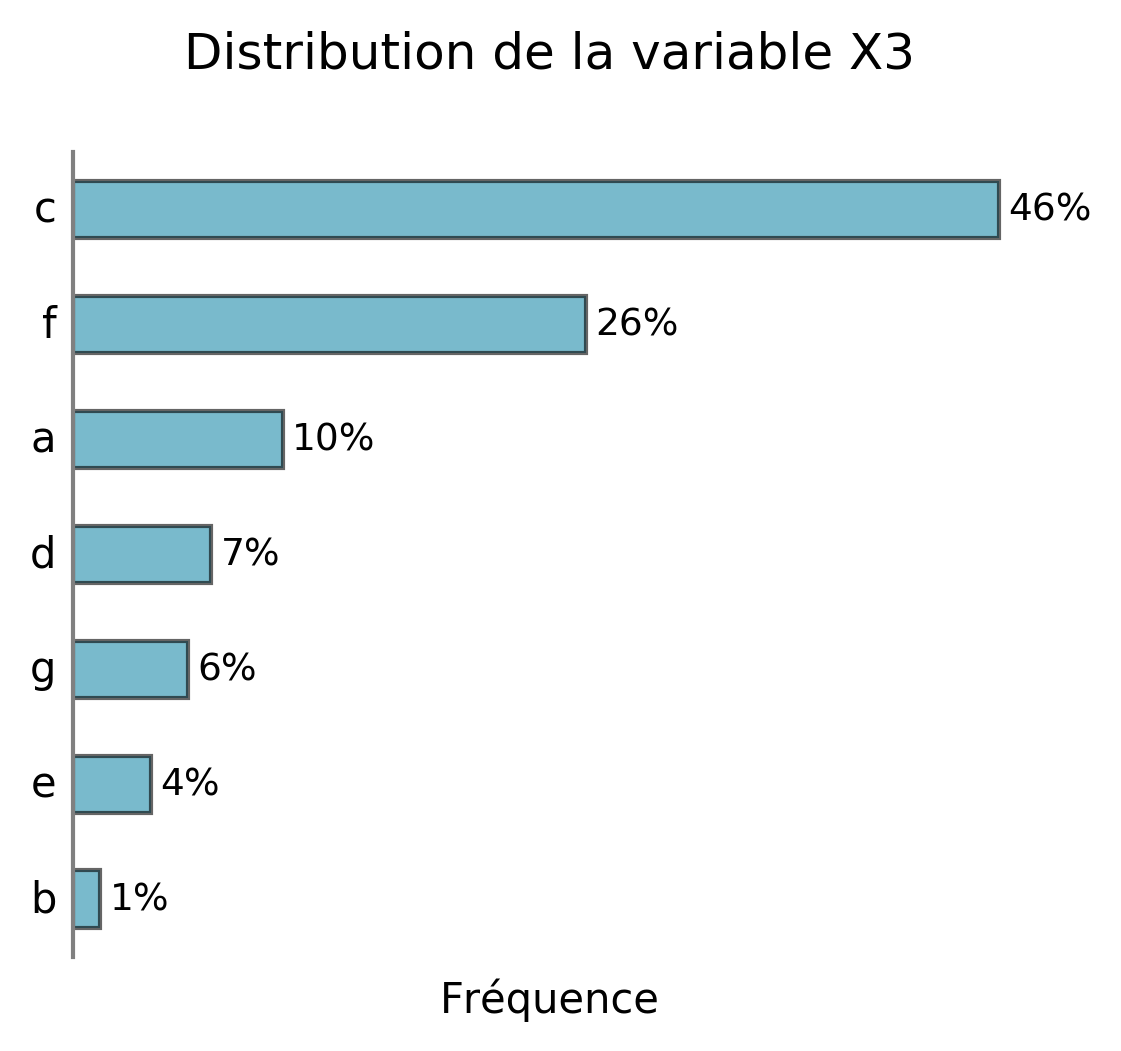 Distribution de la variable X3
c 46%
f 26%
a 10%
d 7%
g 6%
e 4%
b 1%
Fréquence